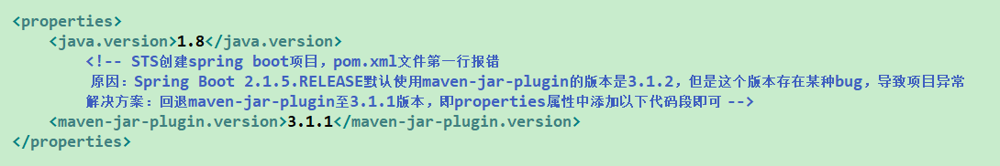 <properties>
<java.version>1.8</java.version>
<!-- STS创建spring boot项目，pom.xml文件第一行报错
原因：Spring Boot 2.1.5.RELEASE默认使用maven-jar-plugin的版本是3.1.2，但是这个版本存在某种bug，导致项目异常
解决方案：回退maven-jar-plugin至3.1.1版本，即properties属性中添加以下代码段即可 -->
<maven-jar-plugin.version>3.1.1</maven-jar-plugin.version>
</properties>